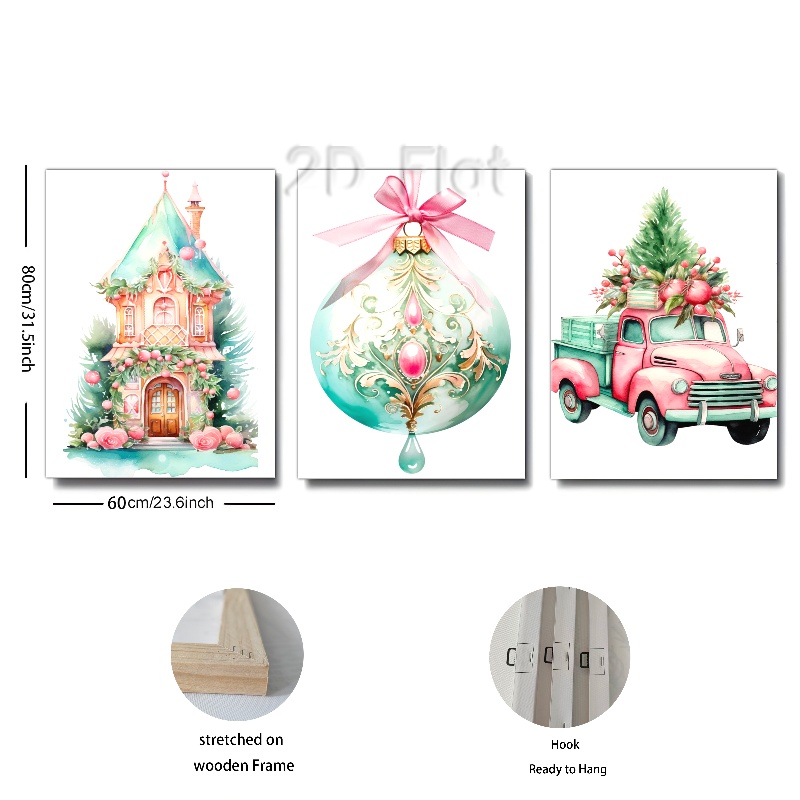 2D Flat
80cm/31.5inch
60cm/23.6inch
stretched on
wooden Frame
Hook
Ready to Hang